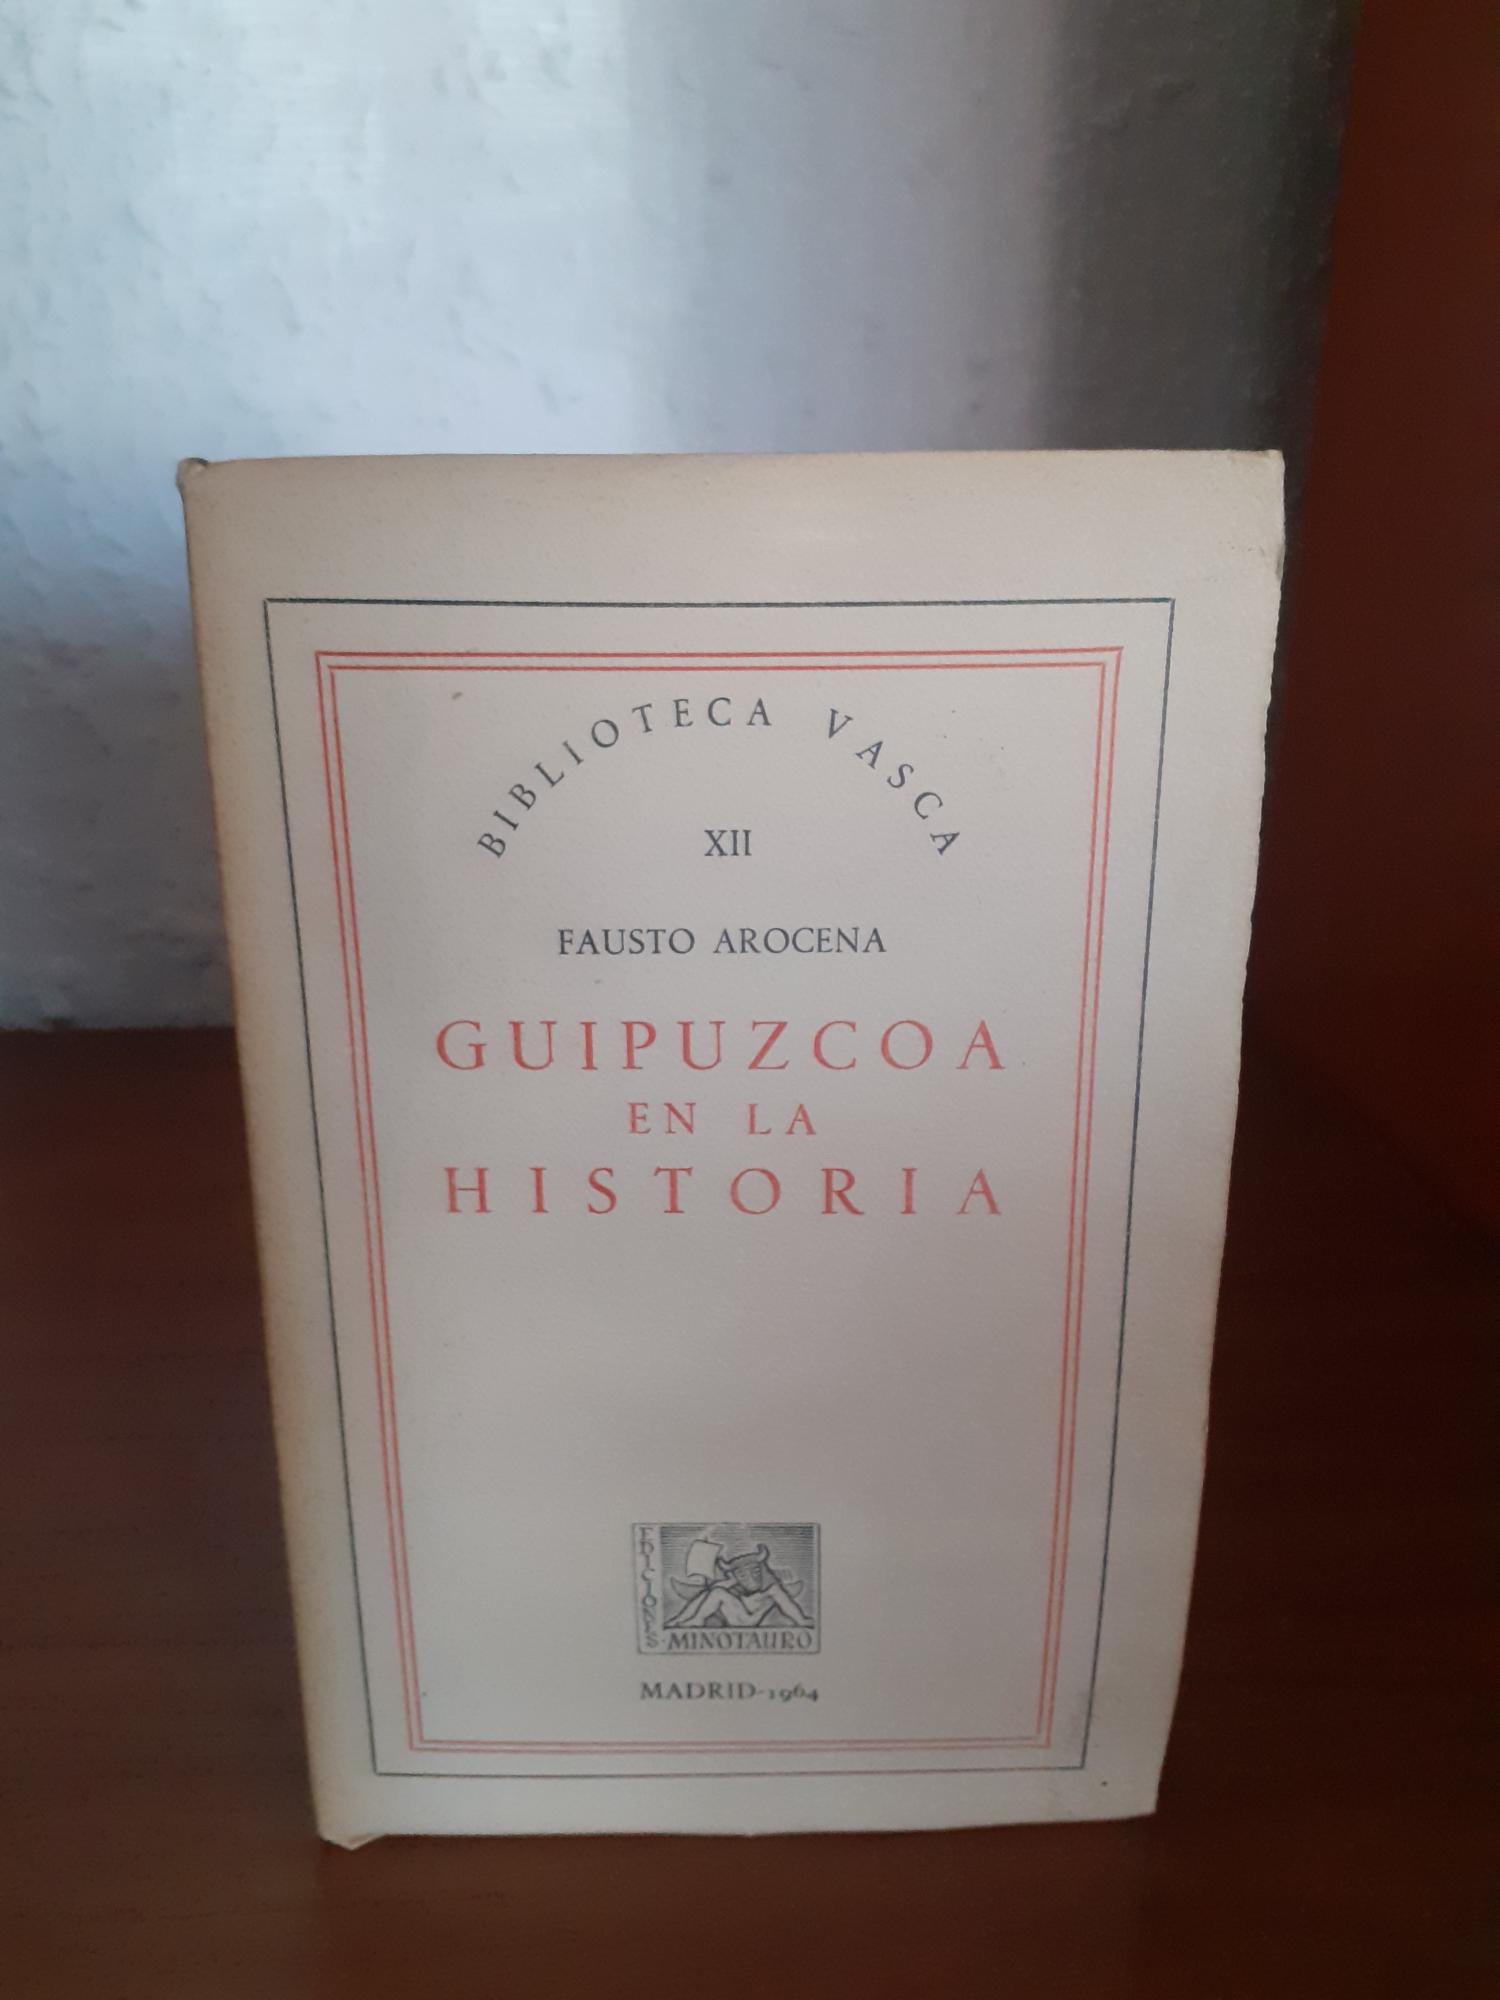 BIBLIOTECA VASCA
XII
FAUSTO AROCENA
GUIPUZCOA
EN LA
HISTORIA
EDICIONES·
MINOTAURO
MADRID-1964